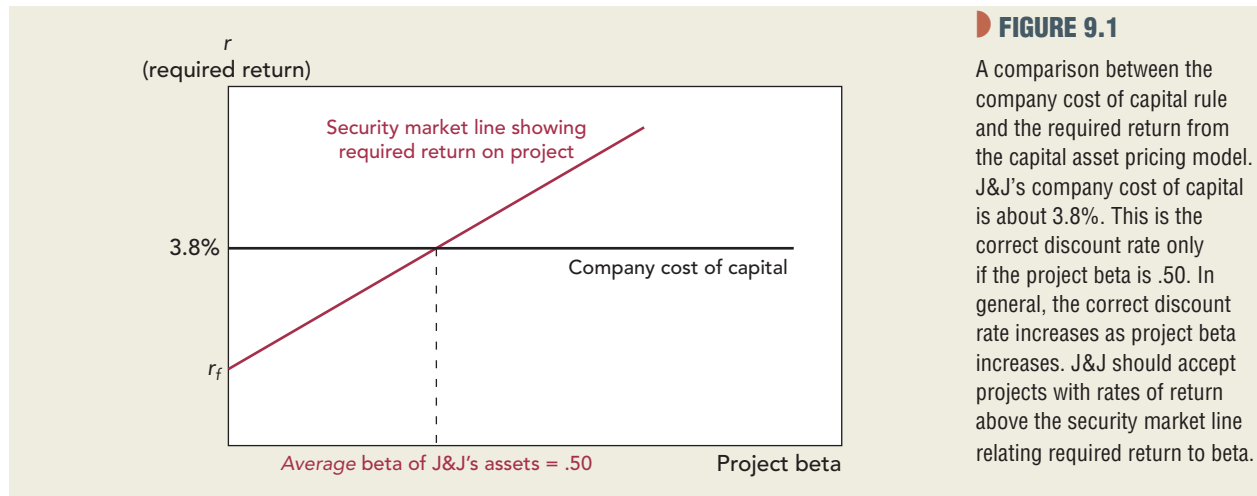 r
(required return)
Security market line showing
required return on project
3.8%
Company cost of capital
rf
Average beta of J&J's assets = .50
Project beta
FIGURE 9.1
A comparison between the
company cost of capital rule
and the required return from
the capital asset pricing model.
J&J's company cost of capital
is about 3.8%. This is the
correct discount rate only
if the project beta is .50. In
general, the correct discount
rate increases as project beta
increases. J&J should accept
projects with rates of return
above the security market line
relating required return to beta.